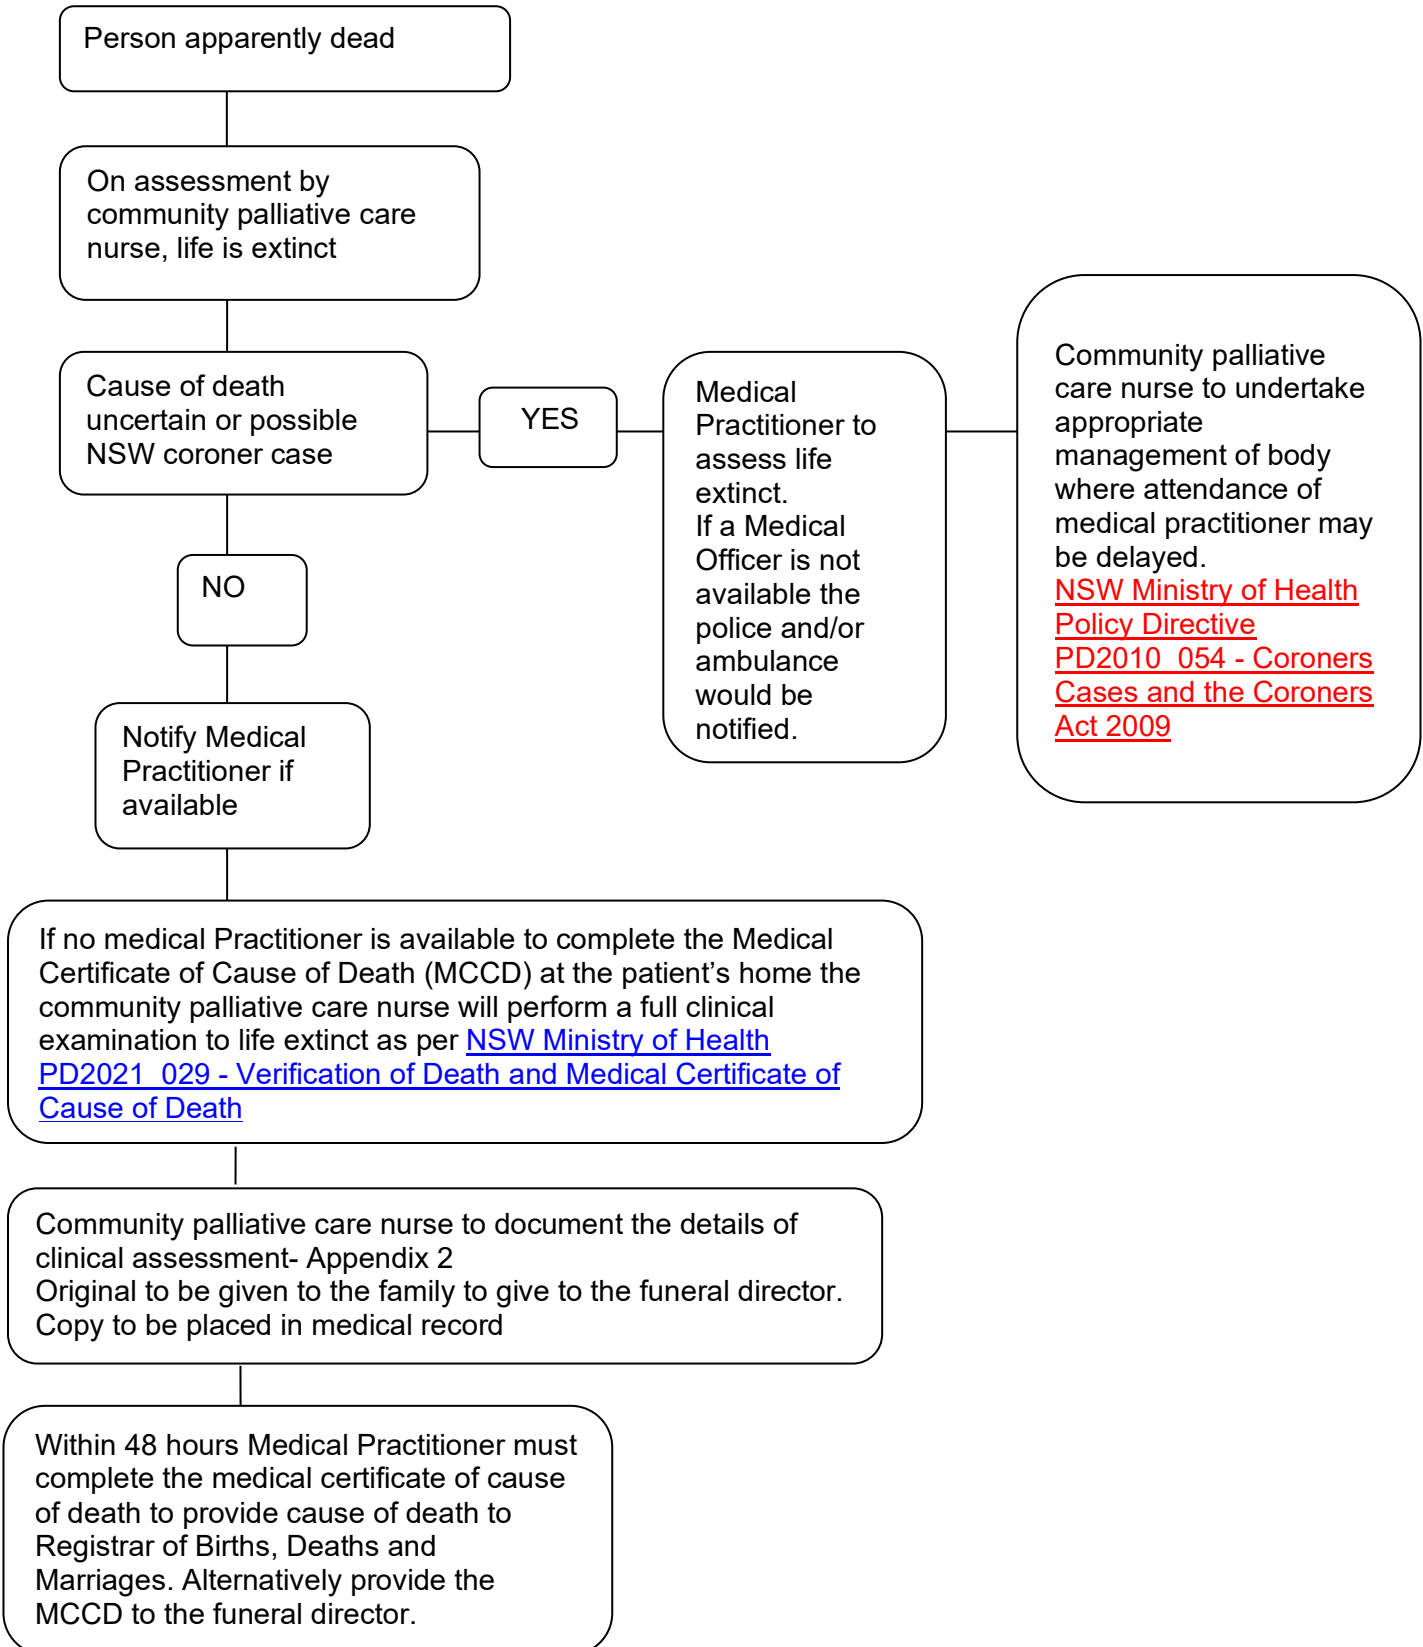 Person apparently dead
On assessment by
community palliative care
nurse, life is extinct
Cause of death
uncertain or possible
NSW coroner case
YES
Medical
Practitioner to
assess life
extinct.
If a Medical
Officer is not
available the
police and/or
ambulance
would be
notified.
Community palliative
care nurse to undertake
appropriate
management of body
where attendance of
medical practitioner may
be delayed.
NSW Ministry of Health
Policy Directive
PD2010_054 - Coroners
Cases and the Coroners
Act 2009
NO
Notify Medical
Practitioner if
available
If no medical Practitioner is available to complete the Medical
Certificate of Cause of Death (MCCD) at the patient’s home the
community palliative care nurse will perform a full clinical
examination to life extinct as per NSW Ministry of Health
PD2021_029 - Verification of Death and Medical Certificate of
Cause of Death
Community palliative care nurse to document the details of
clinical assessment- Appendix 2
Original to be given to the family to give to the funeral director.
Copy to be placed in medical record
Within 48 hours Medical Practitioner must
complete the medical certificate of cause
of death to provide cause of death to
Registrar of Births, Deaths and
Marriages. Alternatively provide the
MCCD to the funeral director.